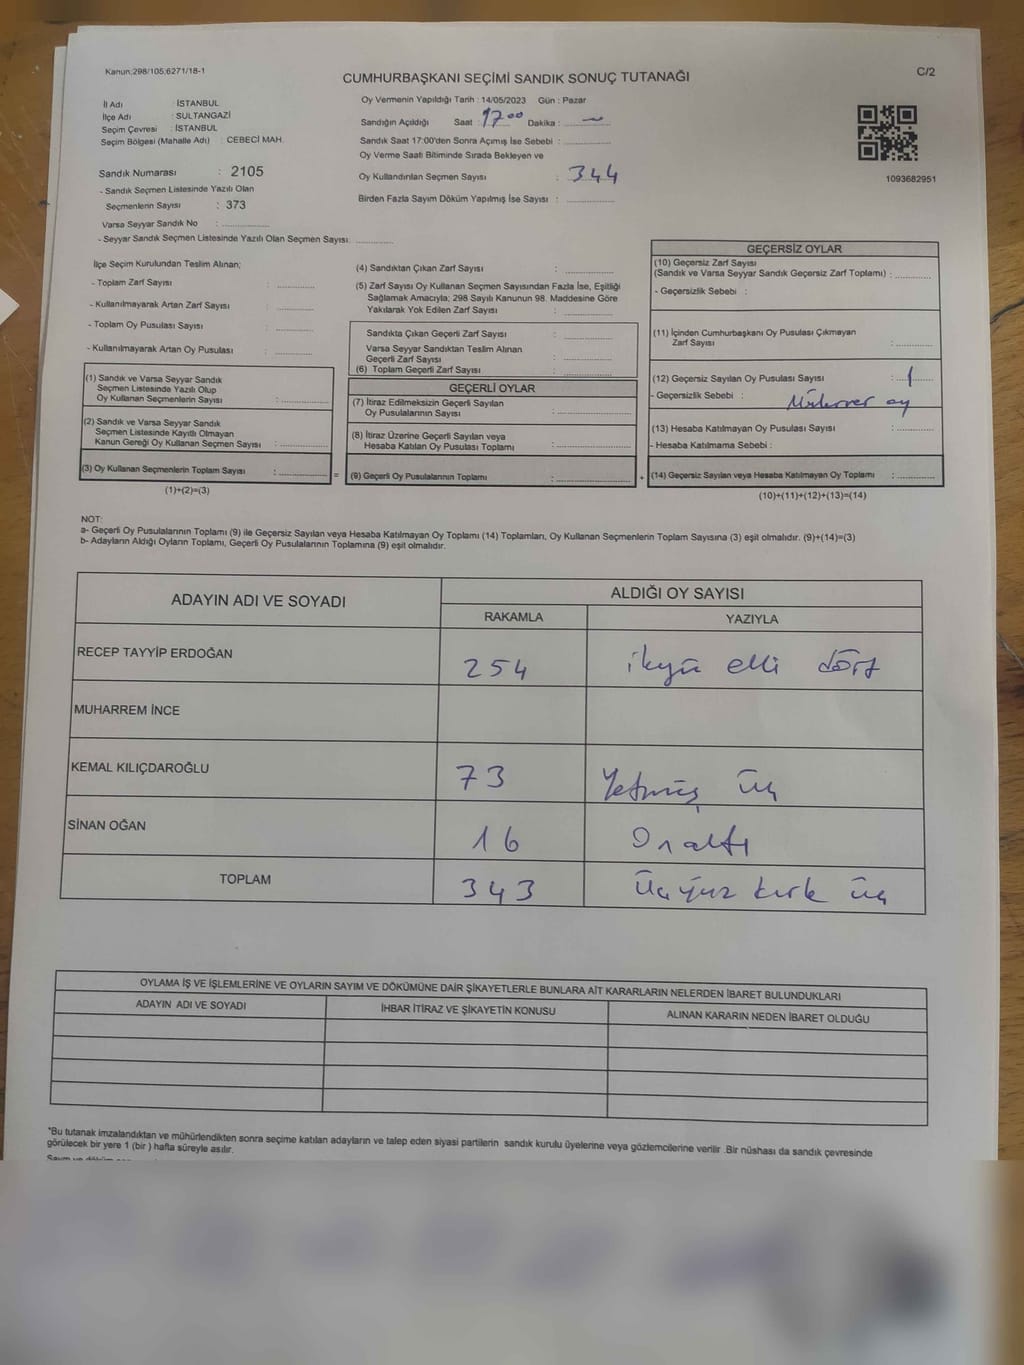 Kanun;298/105;6271/18-1
C/2
CUMHURBAŞKANI SEÇİMİ SANDIK SONUÇ TUTANAĞI
İl Adı : İSTANBUL
İlçe Adı : SULTANGAZİ
Seçim Çevresi : İSTANBUL
Seçim Bölgesi (Mahalle Adı) : CEBECİ MAH.
Sandık Numarası : 2105
- Sandık Seçmen Listesinde Yazılı Olan
Seçmenlerin Sayısı : 373
Varsa Seyyar Sandık No : ..................
- Seyyar Sandık Seçmen Listesinde Yazılı Olan Seçmen Sayısı: ............
Oy Vermenin Yapıldığı Tarih : 14/05/2023 Gün : Pazar
Sandığın Açıldığı Saat : 17 00 Dakika : ~
Sandık Saat 17:00'den Sonra Açımış İse Sebebi : ..................
Oy Verme Saati Bitiminde Sırada Bekleyen ve
Oy Kullandırılan Seçmen Sayısı : 344
Birden Fazla Sayım Döküm Yapılmış İse Sayısı : ..................
1093682951
İlçe Seçim Kurulundan Teslim Alınan;
- Toplam Zarf Sayısı : ..............
- Kullanılmayarak Artan Zarf Sayısı : ..............
- Toplam Oy Pusulası Sayısı : ..............
- Kullanılmayarak Artan Oy Pusulası : ..............
(1) Sandık ve Varsa Seyyar Sandık
Seçmen Listesinde Yazılı Olup
Oy Kullanan Seçmenlerin Sayısı : ..................
(2) Sandık ve Varsa Seyyar Sandık
Seçmen Listesinde Kayıtlı Olmayan
Kanun Gereği Oy Kullanan Seçmen Sayısı : ..................
(3) Oy Kullanan Seçmenlerin Toplam Sayısı : .................. =
(1)+(2)=(3)
(4) Sandıktan Çıkan Zarf Sayısı : ..................
(5) Zarf Sayısı Oy Kullanan Seçmen Sayısından Fazla İse, Eşitliği
Sağlamak Amacıyla; 298 Sayılı Kanunun 98. Maddesine Göre
Yakılarak Yok Edilen Zarf Sayısı : ..................
Sandıkta Çıkan Geçerli Zarf Sayısı : ..................
Varsa Seyyar Sandıktan Teslim Alınan
Geçerli Zarf Sayısı : ..................
(6) Toplam Geçerli Zarf Sayısı : ..................
GEÇERLİ OYLAR
(7) İtiraz Edilmeksizin Geçerli Sayılan
Oy Pusulalarının Sayısı : ..................
(8) İtiraz Üzerine Geçerli Sayılan veya
Hesaba Katılan Oy Pusulası Toplamı : ..................
(9) Geçerli Oy Pusulalarının Toplamı : .................. +
GEÇERSİZ OYLAR
(10) Geçersiz Zarf Sayısı
(Sandık ve Varsa Seyyar Sandık Geçersiz Zarf Toplamı) : ............
- Geçersizlik Sebebi :
(11) İçinden Cumhurbaşkanı Oy Pusulası Çıkmayan
Zarf Sayısı : ............
(12) Geçersiz Sayılan Oy Pusulası Sayısı : 1
- Geçersizlik Sebebi : oy
(13) Hesaba Katılmayan Oy Pusulası Sayısı : ............
- Hesaba Katılmama Sebebi :
(14) Geçersiz Sayılan veya Hesaba Katılmayan Oy Toplamı : ............
(10)+(11)+(12)+(13)=(14)
NOT:
a- Geçerli Oy Pusulalarının Toplamı (9) ile Geçersiz Sayılan veya Hesaba Katılmayan Oy Toplamı (14) Toplamları, Oy Kullanan Seçmenlerin Toplam Sayısına (3) eşit olmalıdır. (9)+(14)=(3)
b- Adayların Aldığı Oyların Toplamı, Geçerli Oy Pusulalarının Toplamına (9) eşit olmalıdır.
ADAYIN ADI VE SOYADI
ALDIĞI OY SAYISI
RAKAMLA YAZIYLA
RECEP TAYYİP ERDOĞAN 254 ikiyüz elli dört
MUHARREM İNCE
KEMAL KILIÇDAROĞLU 73 Yetmiş üç
SİNAN OĞAN 16 On altı
TOPLAM 343 Üç yüz kırk üç
OYLAMA İŞ VE İŞLEMLERİNE VE OYLARIN SAYIM VE DÖKÜMÜNE DAİR ŞİKAYETLERLE BUNLARA AİT KARARLARIN NELERDEN İBARET BULUNDUKLARI
ADAYIN ADI VE SOYADI İHBAR İTİRAZ VE ŞİKAYETİN KONUSU ALINAN KARARIN NEDEN İBARET OLDUĞU
*Bu tutanak imzalandıktan ve mühürlendikten sonra seçime katılan adayların ve talep eden siyasi partilerin sandık kurulu üyelerine veya gözlemcilerine verilir .Bir nüshası da sandık çevresinde
görülecek bir yere 1 (bir ) hafta süreyle asılır.